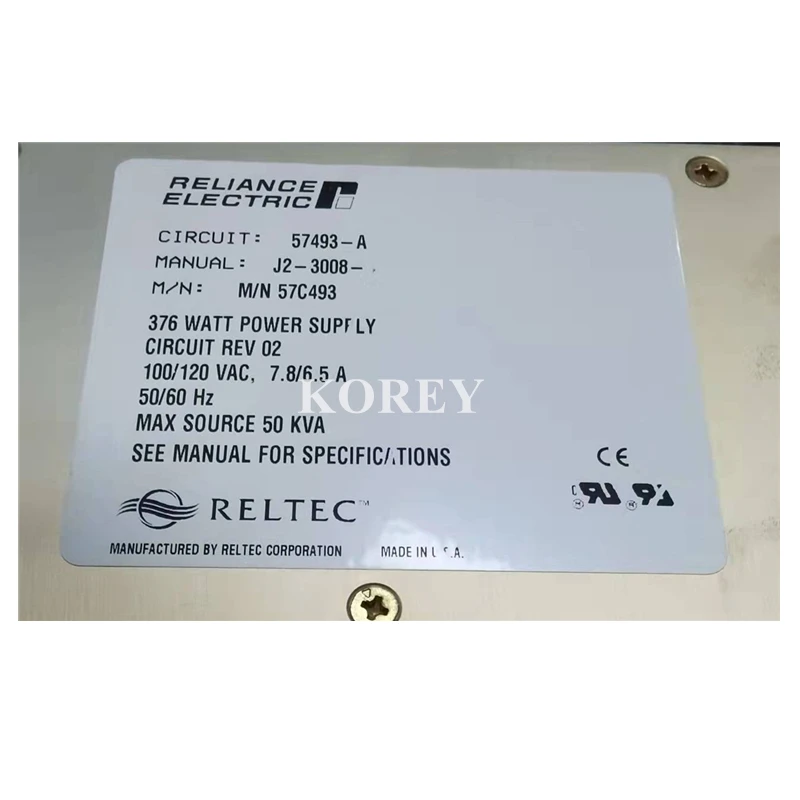 RELIANCE
ELECTRIC
CIRCUIT: 57493-A
MANUAL: J2-3008-
M/N: M/N 57C493
376 WATT POWER SUPPLY
CIRCUIT REV 02
100/120 VAC, 7.8/6.5 A
50/60 Hz
KOREY
MAX SOURCE 50 KVA
SEE MANUAL FOR SPECIFICATIONS
CE
RELTEC™
MANUFACTURED BY RELTEC CORPORATION MADE IN U.S.A.